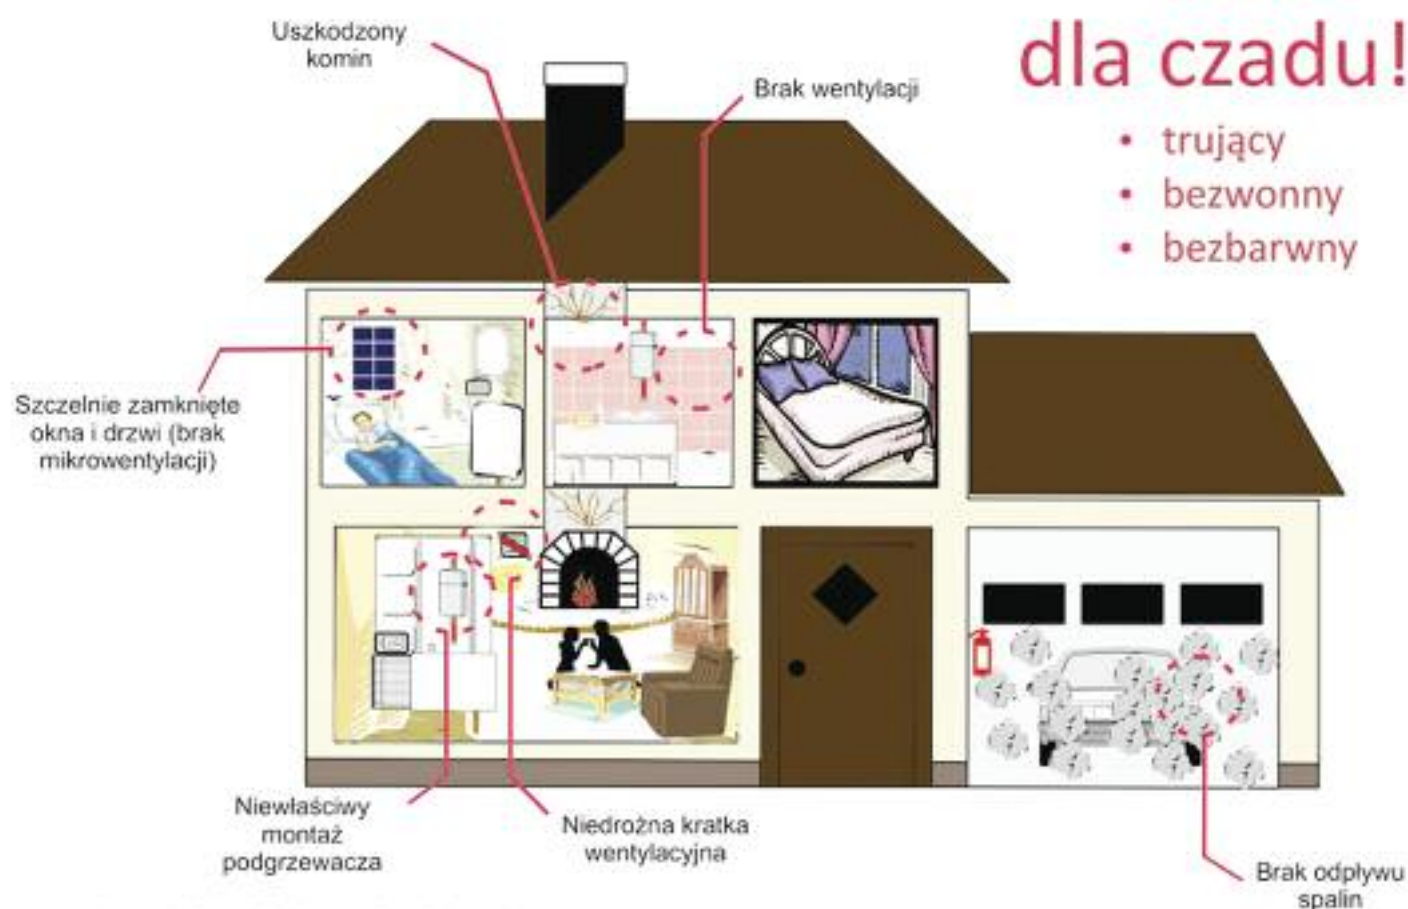 dla czadu!
• trujący
• bezwonny
• bezbarwny
Uszkodzony
komin
Brak wentylacji
Szczelnie zamknięte
okna i drzwi (brak
mikrowentylacji)
Niewłaściwy
montaż
podgrzewacza
Niedrożna kratka
wentylacyjna
Brak odpływu
spalin